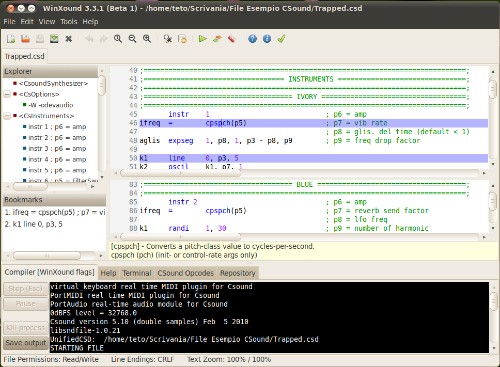 WinXound 3.3.1 (Beta 1) - /home/teto/Scrivania/File Esempio CSound/Trapped.csd
File Edit View Tools Help
Trapped.csd
Explorer
<CsoundSynthesizer>
<CsOptions>
-W -odevaudio
<CsInstruments>
instr 1 ; p6 = amp
instr 2 ; p6 = amp
instr 3 ; p6 = amp
instr 4 ; p6 = amp
instr 5 ; p6 = amp
Bookmarks
1. ifreq = cpspch(p5) ; p7 = vi
2. k1 line 0, p3, 5
40 ;
41 ; INSTRUMENTS ;
42 ;
43 ; IVORY ;
44 ;
45 instr 1 ; p6 = amp
46 ifreq = cpspch(p5) ; p7 = vib rate
47 ; p8 = glis. del time (default < 1)
48 aglis expseg 1, p8, 1, p3 - p8, p9 ; p9 = freq drop factor
49
50 k1 line 0, p3, 5
51 k2 oscil k1, p7, 1
83 ; BLUE ;
84 ;
85 instr 2 ; p6 = amp
86 ifreq = cpspch(p5) ; p7 = reverb send factor
87 ; p8 = lfo freq
88 k1 randi 1, 30 ; p9 = number of harmonic
[cpspch] - Converts a pitch-class value to cycles-per-second.
cpspch (pch) (init- or control-rate args only)
Compiler [WinXound flags] Help Terminal CSound Opcodes Repository
Stop (Esc)
Pause
Kill process
Save output
virtual_keyboard real time MIDI plugin for Csound
PortMIDI real time MIDI plugin for Csound
PortAudio real-time audio module for Csound
0dBFS level = 32768.0
Csound version 5.10 (double samples) Feb 5 2010
libsndfile-1.0.21
UnifiedCSD: /home/teto/Scrivania/File Esempio CSound/Trapped.csd
STARTING FILE
File Permissions: Read/Write Line Endings: CRLF Text Zoom: 100% / 100%